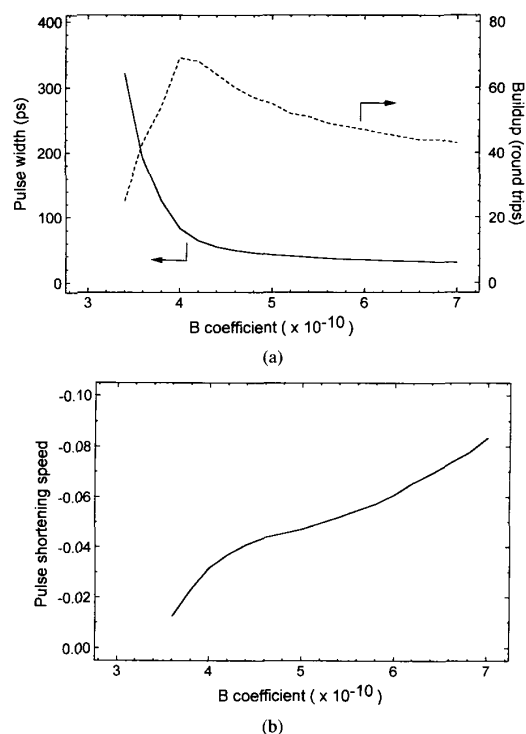 400
300
200
100
0
Pulse width (ps)
80
60
40
20
0
Buildup (round trips)
3 4 5 6 7
B coefficient ( x 10-10)
(a)
-0.10
-0.08
-0.06
-0.04
-0.02
0.00
Pulse shortening speed
3 4 5 6 7
B coefficient ( x 10-10)
(b)